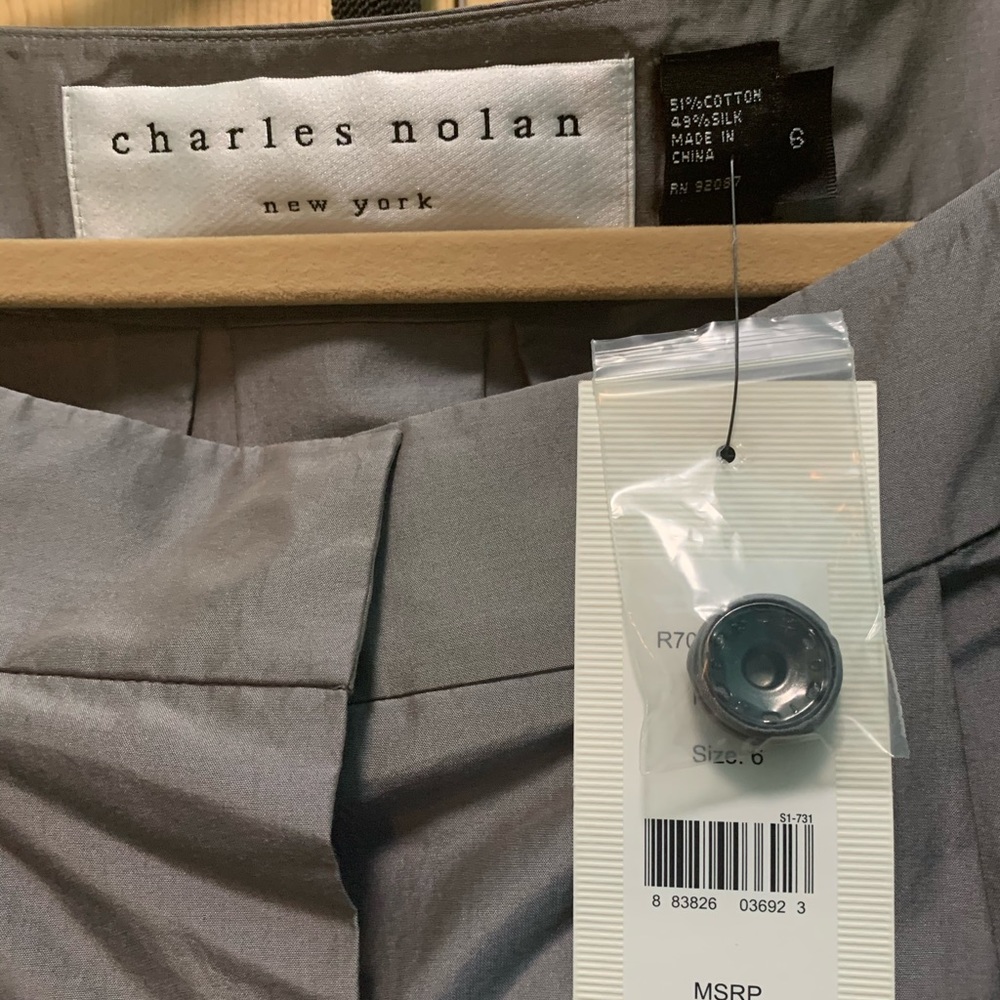 charles nolan
new york
51%COTTON
49%SILK
MADE IN
CHINA
RN 92067
6
R70
Size: 6
S1-731
8 83826 03692 3
MSRP